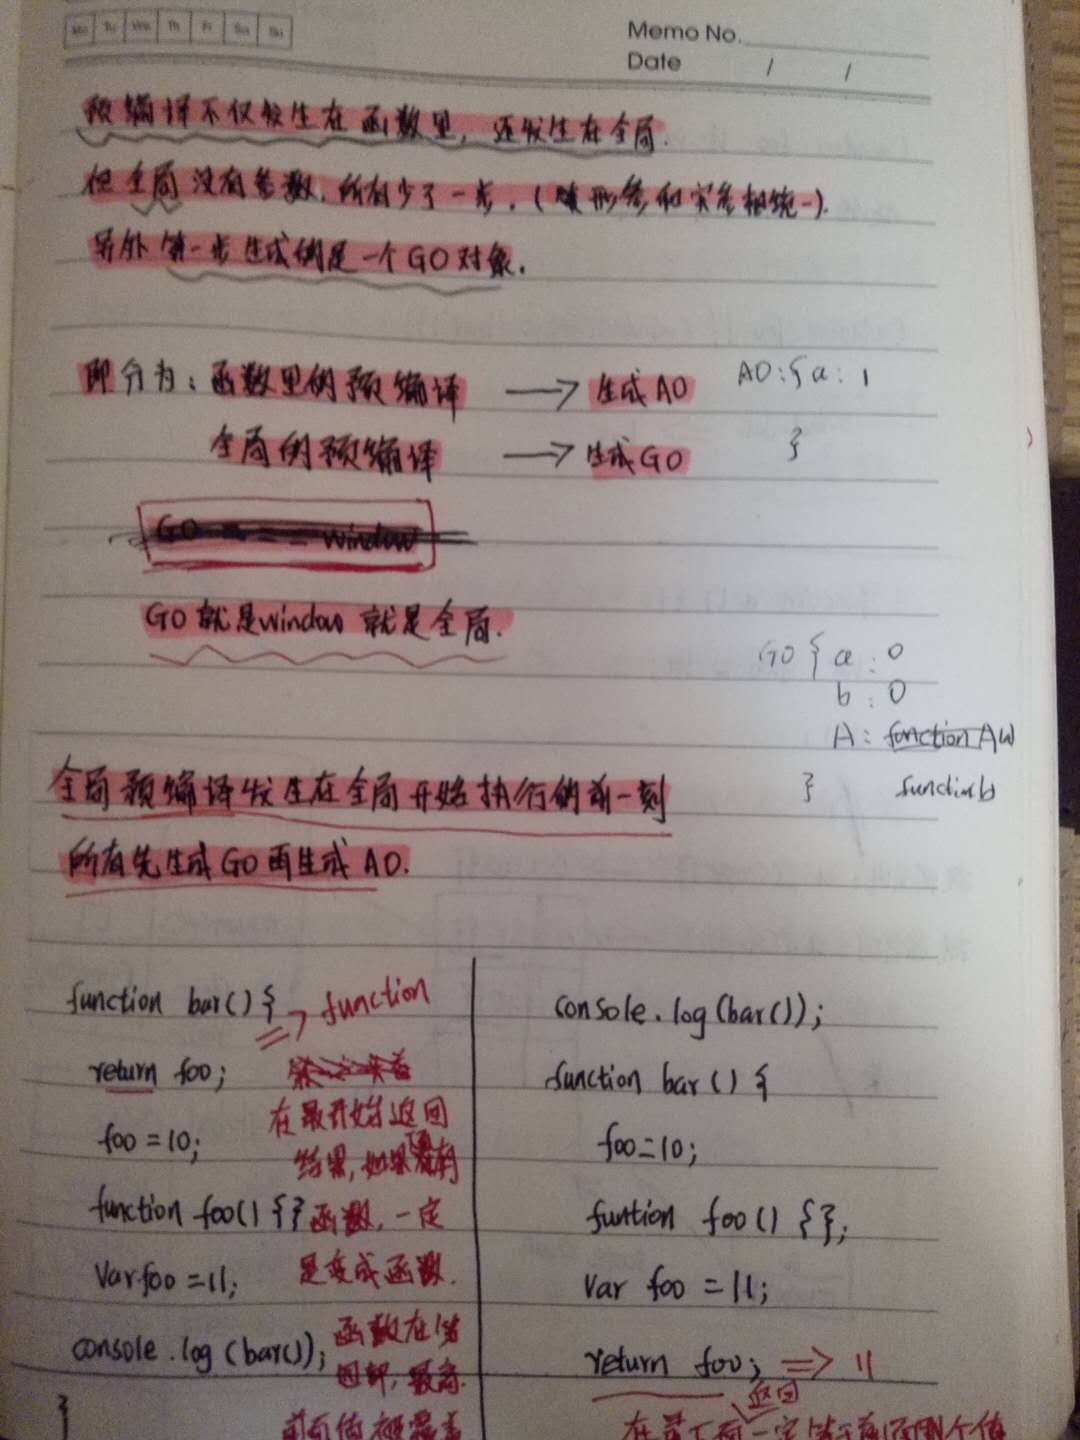 Mo Tu We Th Fr Sa Su
Memo No.
Date / /
预编译不仅发生在函数里，还发生在全局.
但全局没有参数，所有少了一步，(形参和实参相统一).
另外第一步生成的是一个GO对象.
即分为：函数里的预编译 → 生成AO
全局的预编译 → 生成GO
AO:{a: 1
}
GO = = = window
GO就是window就是全局.
GO { a : 0
b : 0
A: function A
} function b
全局预编译发生在全局开始执行的前一刻
所有先生成GO再生成AO.
function bar() { → function
return foo;
foo = 10;
function foo() {}
Var foo = 11;
console.log(bar());
}
在最开始返回
结果，如果有
函数，一定
是变成函数.
函数在
最高.
前面值被覆盖
console.log(bar());
function bar() {
foo=10;
funtion foo() {};
Var foo = 11;
return foo; => 11
返回
在最下面一定等于前面哪个值